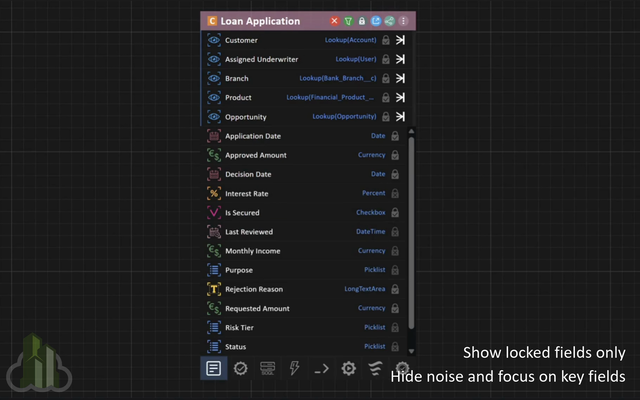 C Loan Application
Customer Lookup(Account)
Assigned Underwriter Lookup(User)
Branch Lookup(Bank_Branch__c)
Product Lookup(Financial_Product_...
Opportunity Lookup(Opportunity)
Application Date Date
Approved Amount Currency
Decision Date Date
Interest Rate Percent
Is Secured Checkbox
Last Reviewed DateTime
Monthly Income Currency
Purpose Picklist
Rejection Reason LongTextArea
Requested Amount Currency
Risk Tier Picklist
Status Picklist
Show locked fields only
Hide noise and focus on key fields